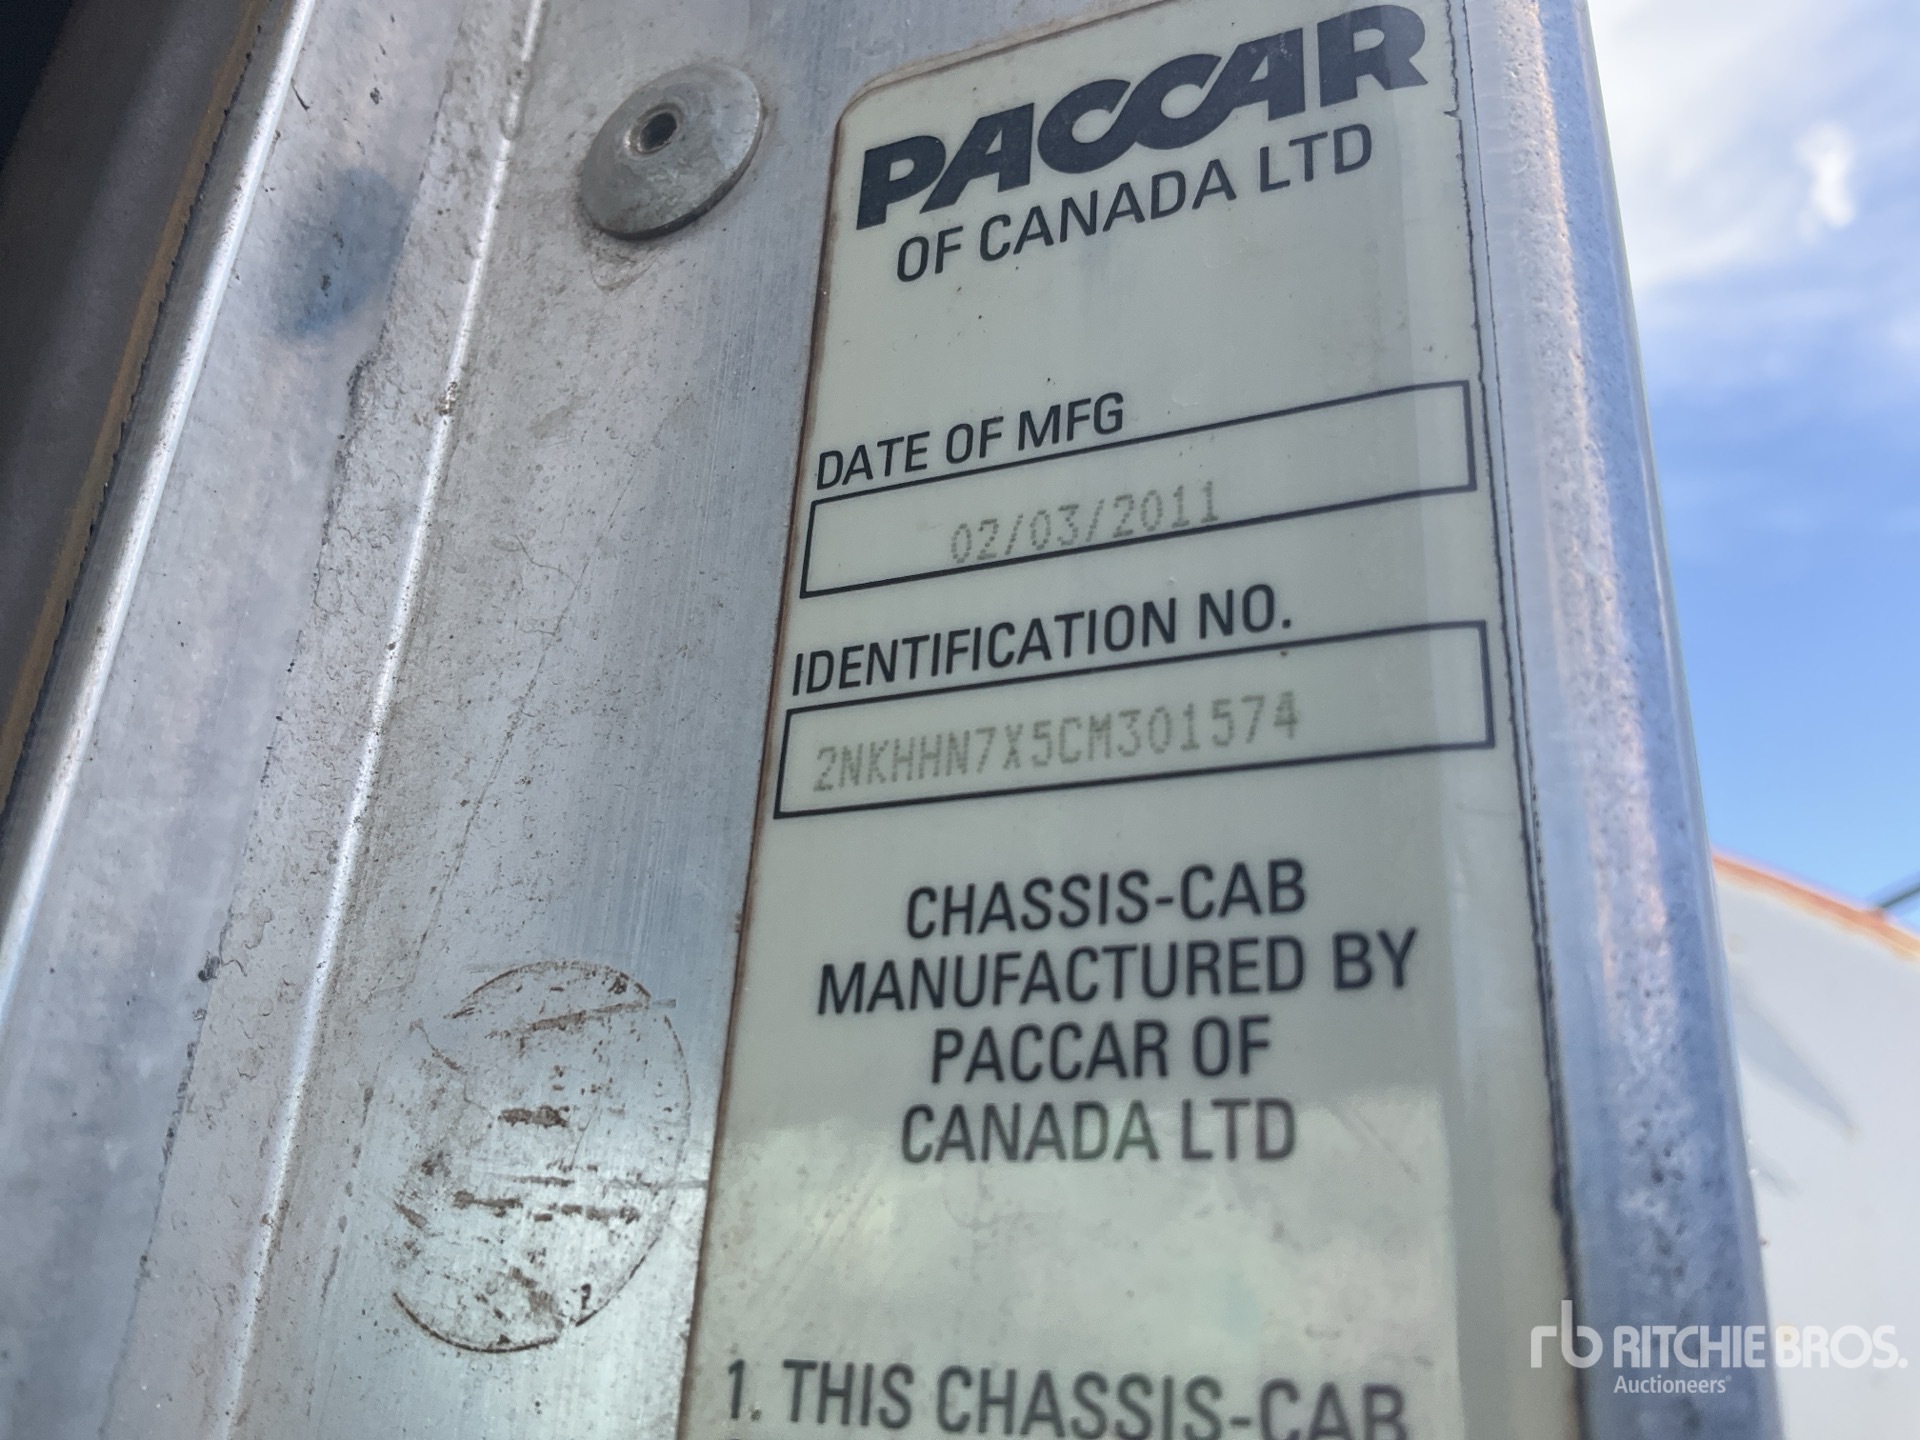 PACCAR
OF CANADA LTD
DATE OF MFG
02/03/2011
IDENTIFICATION NO.
2NKHHN7X5CM301574
CHASSIS-CAB
MANUFACTURED BY
PACCAR OF
CANADA LTD
1. THIS CHASSIS-CAB
rb RITCHIE BROS.
Auctioneers